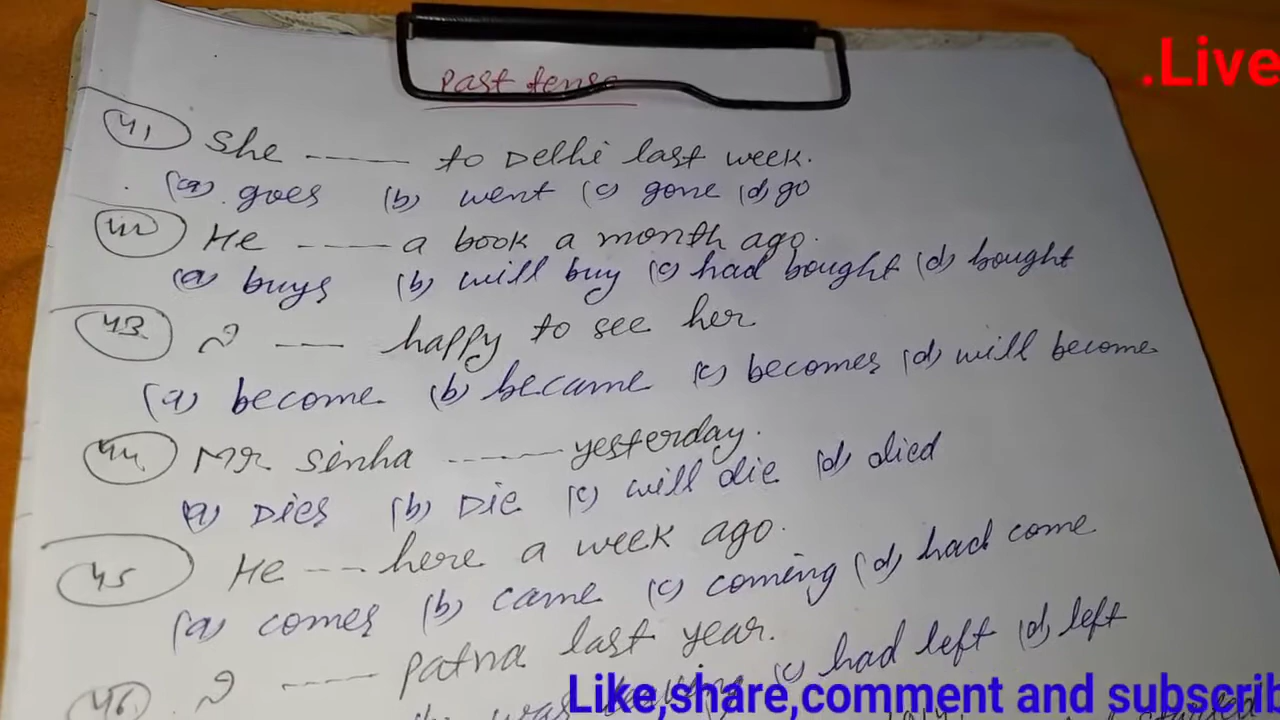 Past tense
.Live
41 She ----- to Delhi last week.
(a) goes (b) went (c) gone (d) go
42 He ----- a book a month ago.
(a) buys (b) will buy (c) had bought (d) bought
43. I ---- happy to see her
(a) become (b) became (c) becomes (d) will become
44. Mr Sinha ------ yesterday.
(a) Dies (b) Die (c) will die (d) died
45 He ---- here a week ago.
(a) comes (b) came (c) coming (d) had come
46. I ----- Patna last year.
(b) was leaving (c) had left (d) left
Like,share,comment and subscrib